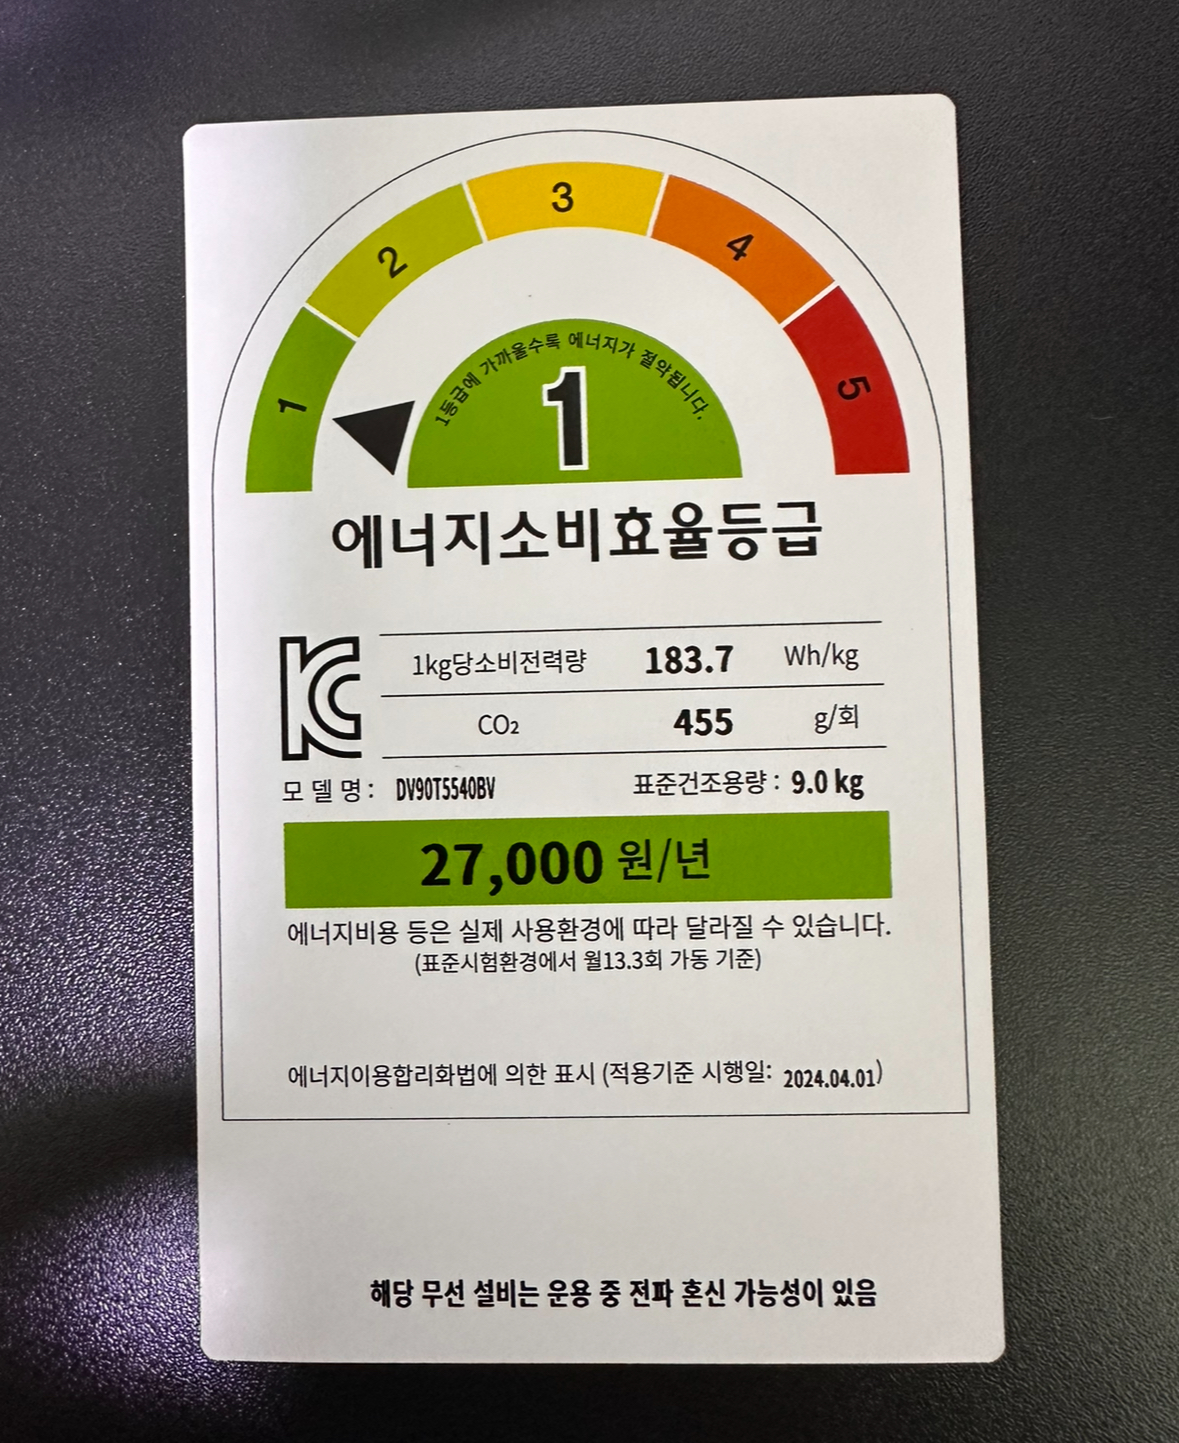 1
2
3
4
5
1등급에 가까울수록 에너지가 절약됩니다.
1
에너지소비효율등급
1kg당소비전력량 183.7 Wh/kg
CO₂ 455 g/회
모델명: DV90T5540BV 표준건조용량: 9.0 kg
27,000 원/년
에너지비용 등은 실제 사용환경에 따라 달라질 수 있습니다.
(표준시험환경에서 월13.3회 가동 기준)
에너지이용합리화법에 의한 표시 (적용기준 시행일: 2024.04.01)
해당 무선 설비는 운용 중 전파 혼신 가능성이 있음